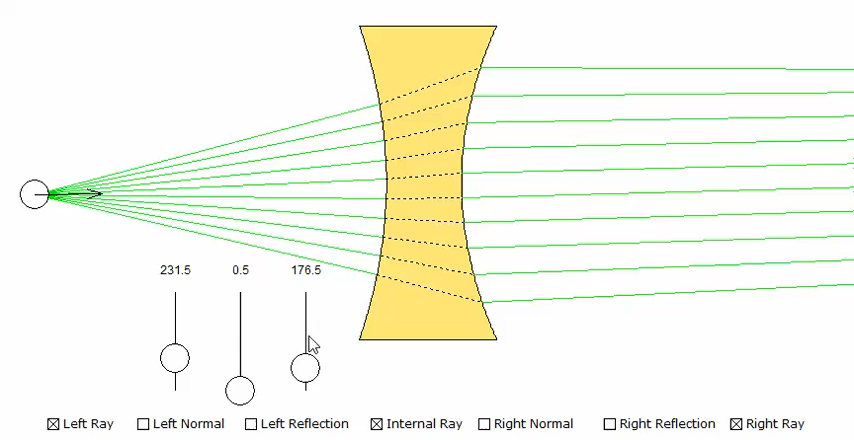 231.5 0.5 176.5
Left Ray Left Normal Left Reflection Internal Ray Right Normal Right Reflection Right Ray